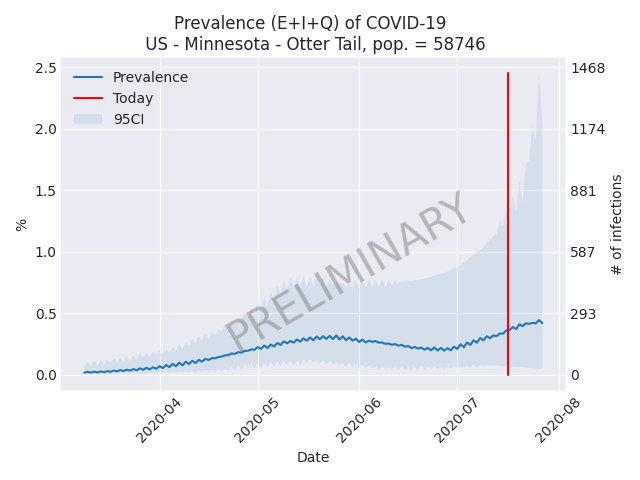 Prevalence (E+I+Q) of COVID-19
US - Minnesota - Otter Tail, pop. = 58746
Prevalence
Today
95CI
2.5
2.0
1.5
1.0
0.5
0.0
%
1468
1174
881
587
293
0
# of infections
PRELIMINARY
2020-04
2020-05
2020-06
2020-07
2020-08
Date